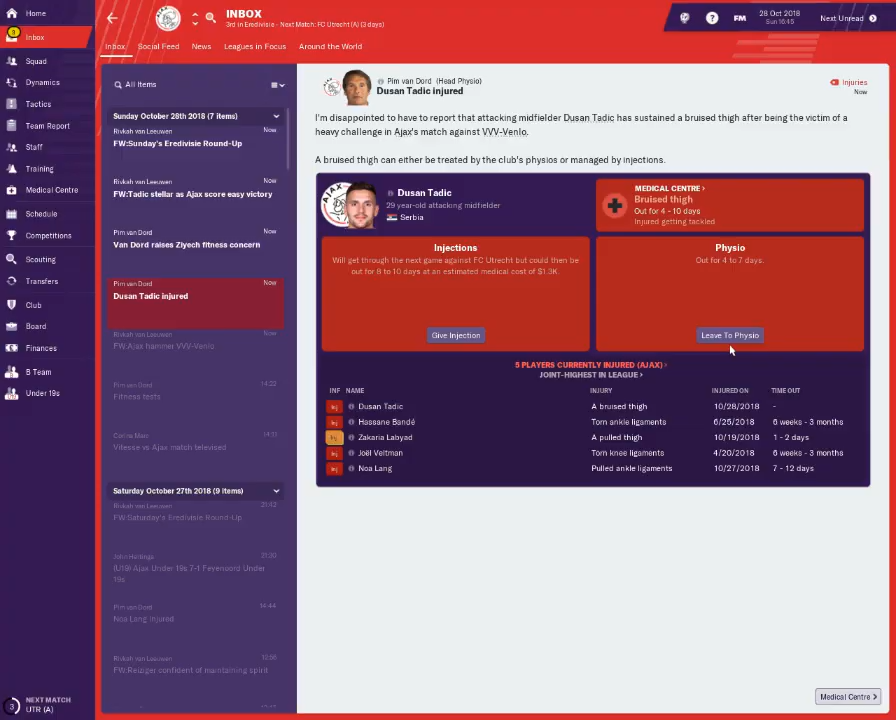 Home
Inbox
Squad
Dynamics
Tactics
Team Report
Staff
Training
Medical Centre
Schedule
Competitions
Scouting
Transfers
Club
Board
Finances
B Team
Under 19s
3
NEXT MATCH
UTR (A)
INBOX
3rd in Eredivisie - Next Match: FC Utrecht (A) (3 days)
FM
28 Oct 2018
Sun 16:45
Next Unread
Inbox
Social Feed
News
Leagues in Focus
Around the World
All Items
Sunday October 28th 2018 (7 items)
Rivkah van Leeuwen
Now
FW:Sunday's Eredivisie Round-Up
Rivkah van Leeuwen
Now
FW:Tadic stellar as Ajax score easy victory
Pim van Dord
Now
Van Dord raises Ziyech fitness concern
Pim van Dord
Now
Dusan Tadic injured
Rivkah van Leeuwen
Now
FW:Ajax hammer VVV-Venlo
Pim van Dord
14:22
Fitness tests
Vitesse vs Ajax match televised
Saturday October 27th 2018 (9 items)
Rivkah van Leeuwen
21:42
FW:Saturday's Eredivisie Round-Up
John Heitinga
(U19) Ajax Under 19s 7-1 Feyenoord Under
19s
Pim van Dord
14:44
Noa Lang injured
Rivkah van Leeuwen
FW:Reiziger confident of maintaining spirit
Pim van Dord (Head Physio)
Dusan Tadic injured
Injuries
Now
I'm disappointed to have to report that attacking midfielder Dusan Tadic has sustained a bruised thigh after being the victim of a
heavy challenge in Ajax's match against VVV-Venlo.
A bruised thigh can either be treated by the club's physios or managed by injections.
AJAX
Dusan Tadic
29 year-old attacking midfielder
Serbia
MEDICAL CENTRE >
Bruised thigh
Out for 4 - 10 days
Injured getting tackled
Injections
Will get through the next game against FC Utrecht but could then be
out for 8 to 10 days at an estimated medical cost of $1.3K.
Give Injection
Physio
Out for 4 to 7 days.
Leave To Physio
5 PLAYERS CURRENTLY INJURED (AJAX) >
JOINT-HIGHEST IN LEAGUE >
INF NAME INJURY INJURED ON TIME OUT
Inj Dusan Tadic A bruised thigh 10/28/2018 -
Inj Hassane Bandé Torn ankle ligaments 6/25/2018 6 weeks - 3 months
Inj Zakaria Labyad A pulled thigh 10/19/2018 1 - 2 days
Inj Joël Veltman Torn knee ligaments 4/20/2018 6 weeks - 3 months
Inj Noa Lang Pulled ankle ligaments 10/27/2018 7 - 12 days
Medical Centre >